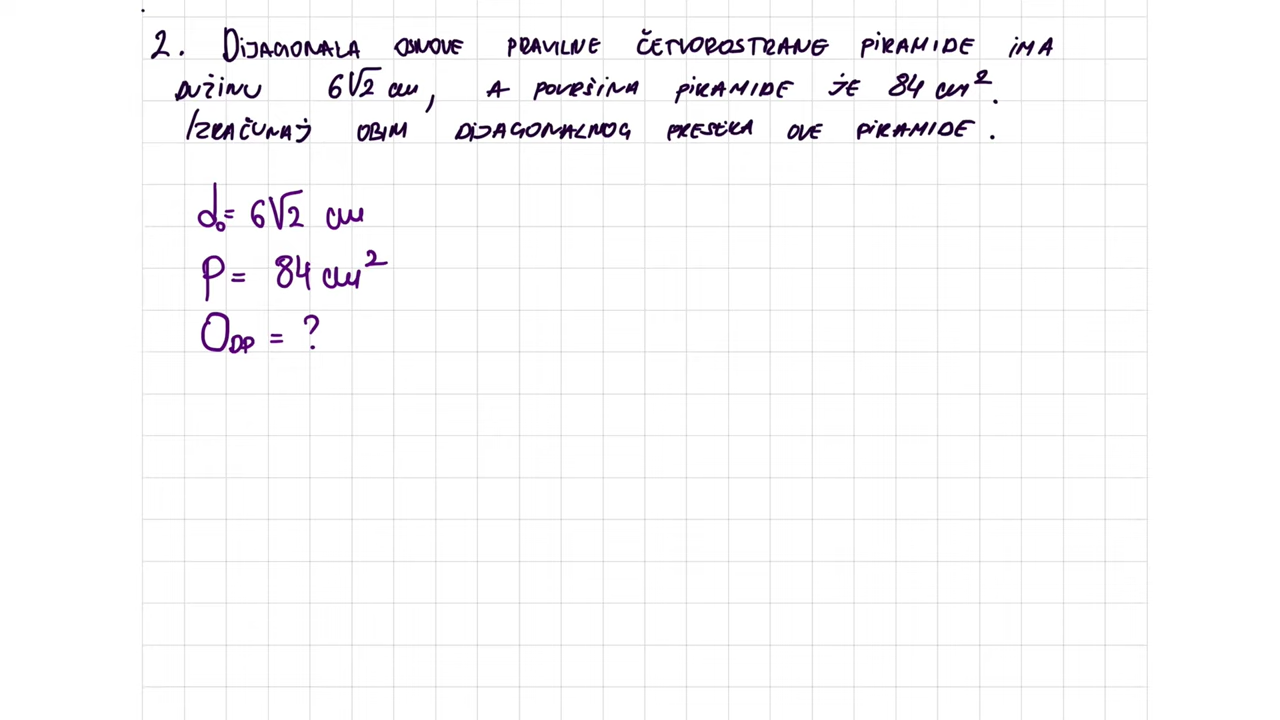 2. DIJAGONALA OSNOVE PRAVILNE ČETVOROSTRANE PIRAMIDE IMA
DUŽINU 6√2 cm, A POVRŠINA PIRAMIDE JE 84 cm².
IZRAČUNAJ OBIM DIJAGONALNOG PRESEKA OVE PIRAMIDE.
d₀= 6√2 cm
P= 84 cm²
O_DP = ?